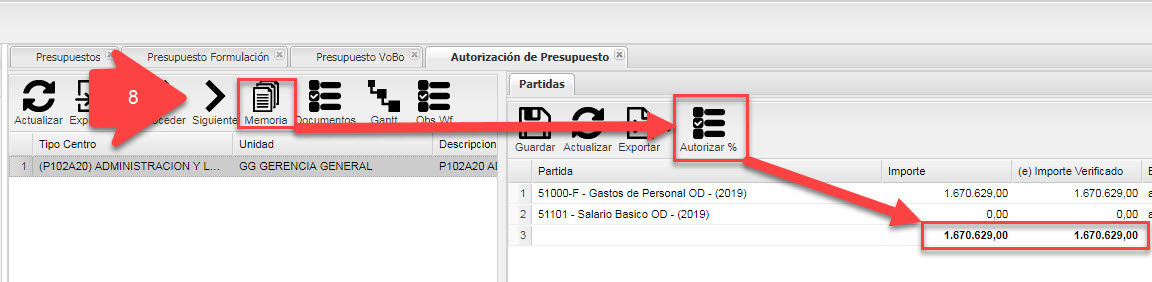 Presupuestos
Presupuesto Formulación
Presupuesto VoBo
Autorización de Presupuesto
8
Actualizar
Siguiente
Memoria
Documentos
Gantt
Obs.Wf
Tipo Centro
Unidad
Descripcion
1
(P102A20) ADMINISTRACION Y L...
GG GERENCIA GENERAL
P102A20
Partidas
Guardar
Actualizar
Exportar
Autorizar %
Partida
Importe
(e) Importe Verificado
1
51000-F - Gastos de Personal OD - (2019)
1.670.629,00
1.670.629,00
2
51101 - Salario Basico OD - (2019)
0,00
0,00
3
1.670.629,00
1.670.629,00